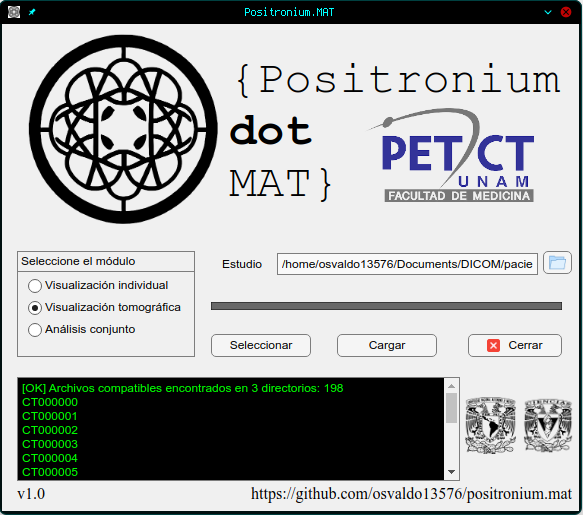 Positronium.MAT
{Positronium
dot
MAT}
PET/CT
UNAM
FACULTAD DE MEDICINA
Seleccione el módulo
Visualización individual
Visualización tomográfica
Análisis conjunto
Estudio
/home/osvaldo13576/Documents/DICOM/pacie
Seleccionar
Cargar
Cerrar
[OK] Archivos compatibles encontrados en 3 directorios: 198
CT000000
CT000001
CT000002
CT000003
CT000004
CT000005
v1.0
https://github.com/osvaldo13576/positronium.mat